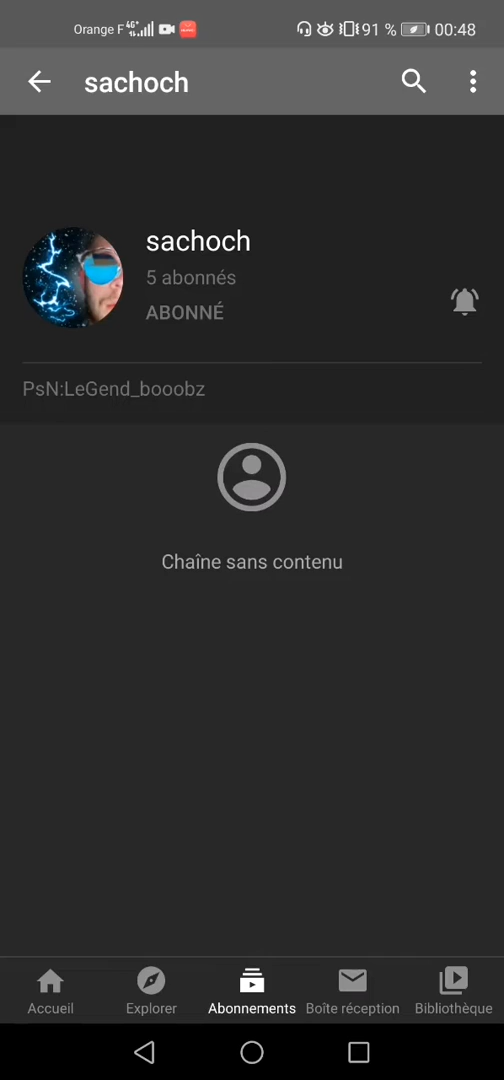 Orange F 4G+ 91 % 00:48
sachoch
sachoch
5 abonnés
ABONNÉ
PsN:LeGend_booobz
Chaîne sans contenu
Accueil Explorer Abonnements Boîte réception Bibliothèque